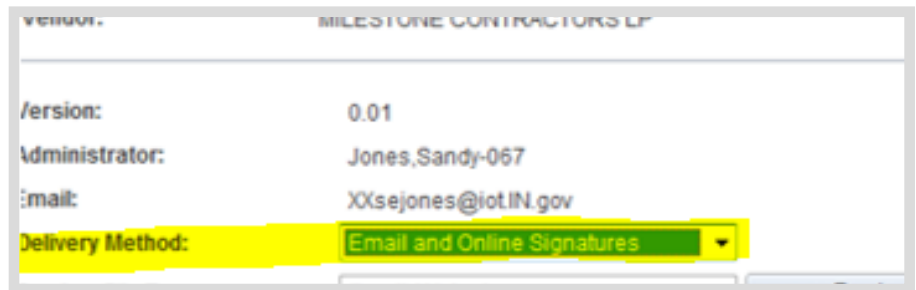 Vendor: MILESTONE CONTRACTORS LP
Version: 0.01
Administrator: Jones,Sandy-067
Email: XXsejones@iot.IN.gov
Delivery Method: Email and Online Signatures